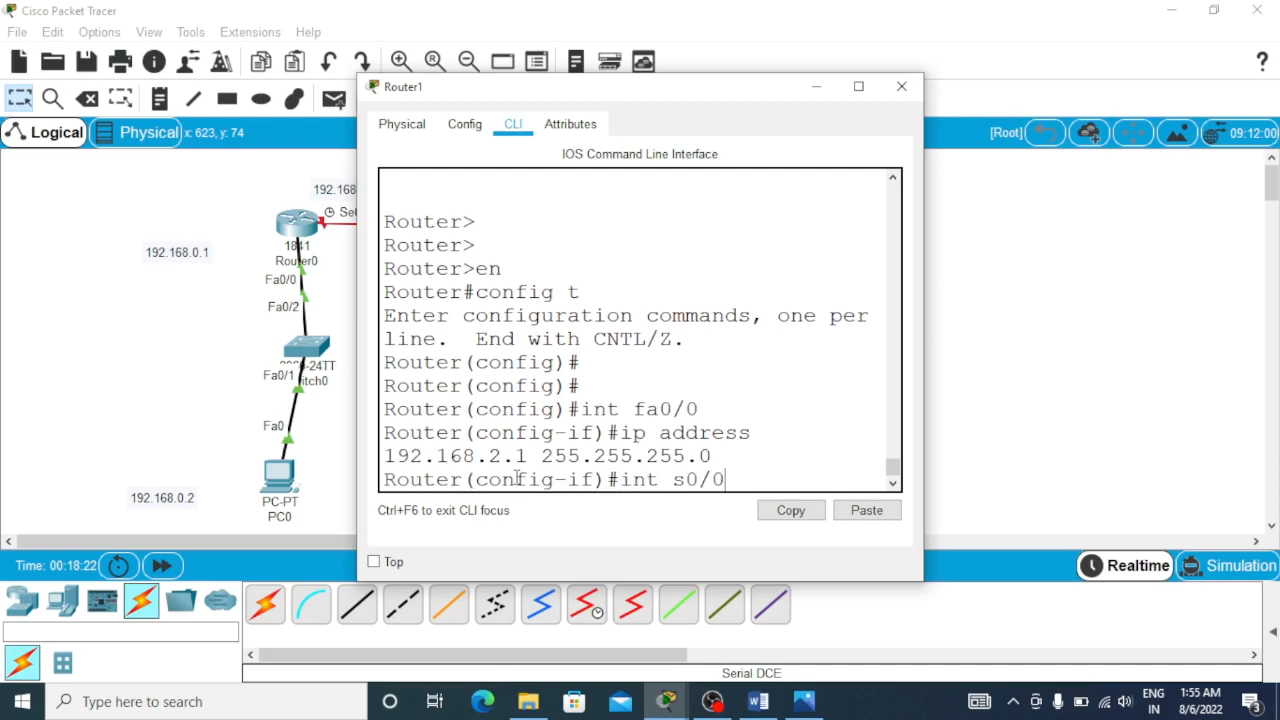 Cisco Packet Tracer
File Edit Options View Tools Extensions Help
Router1
Logical Physical x: 623, y: 74 [Root] 09:12:00
Physical Config CLI Attributes
IOS Command Line Interface
192.168
Se0
192.168.0.1
1841
Router0
Fa0/0
Fa0/2
-24TT
itch0
Fa0/1
Fa0
192.168.0.2
PC-PT
PC0
Router>
Router>
Router>en
Router#config t
Enter configuration commands, one per
line.  End with CNTL/Z.
Router(config)#
Router(config)#
Router(config)#int fa0/0
Router(config-if)#ip address
192.168.2.1 255.255.255.0
Router(config-if)#int s0/0
Ctrl+F6 to exit CLI focus Copy Paste
Top
Time: 00:18:22 Realtime Simulation
Serial DCE
Type here to search
ENG
IN
1:55 AM
8/6/2022
3